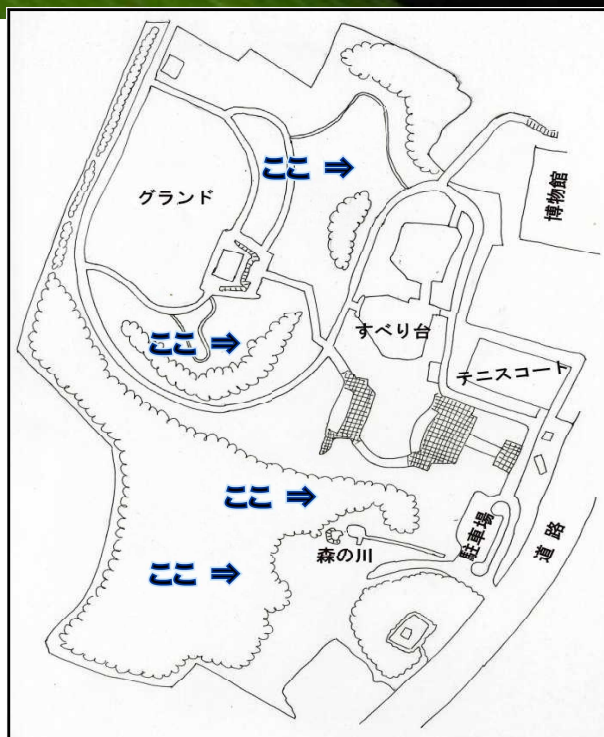 ここ ⇒
グランド
博物館
すべり台
ここ ⇒
テニスコート
ここ ⇒
駐車場
道路
森の川
ここ ⇒